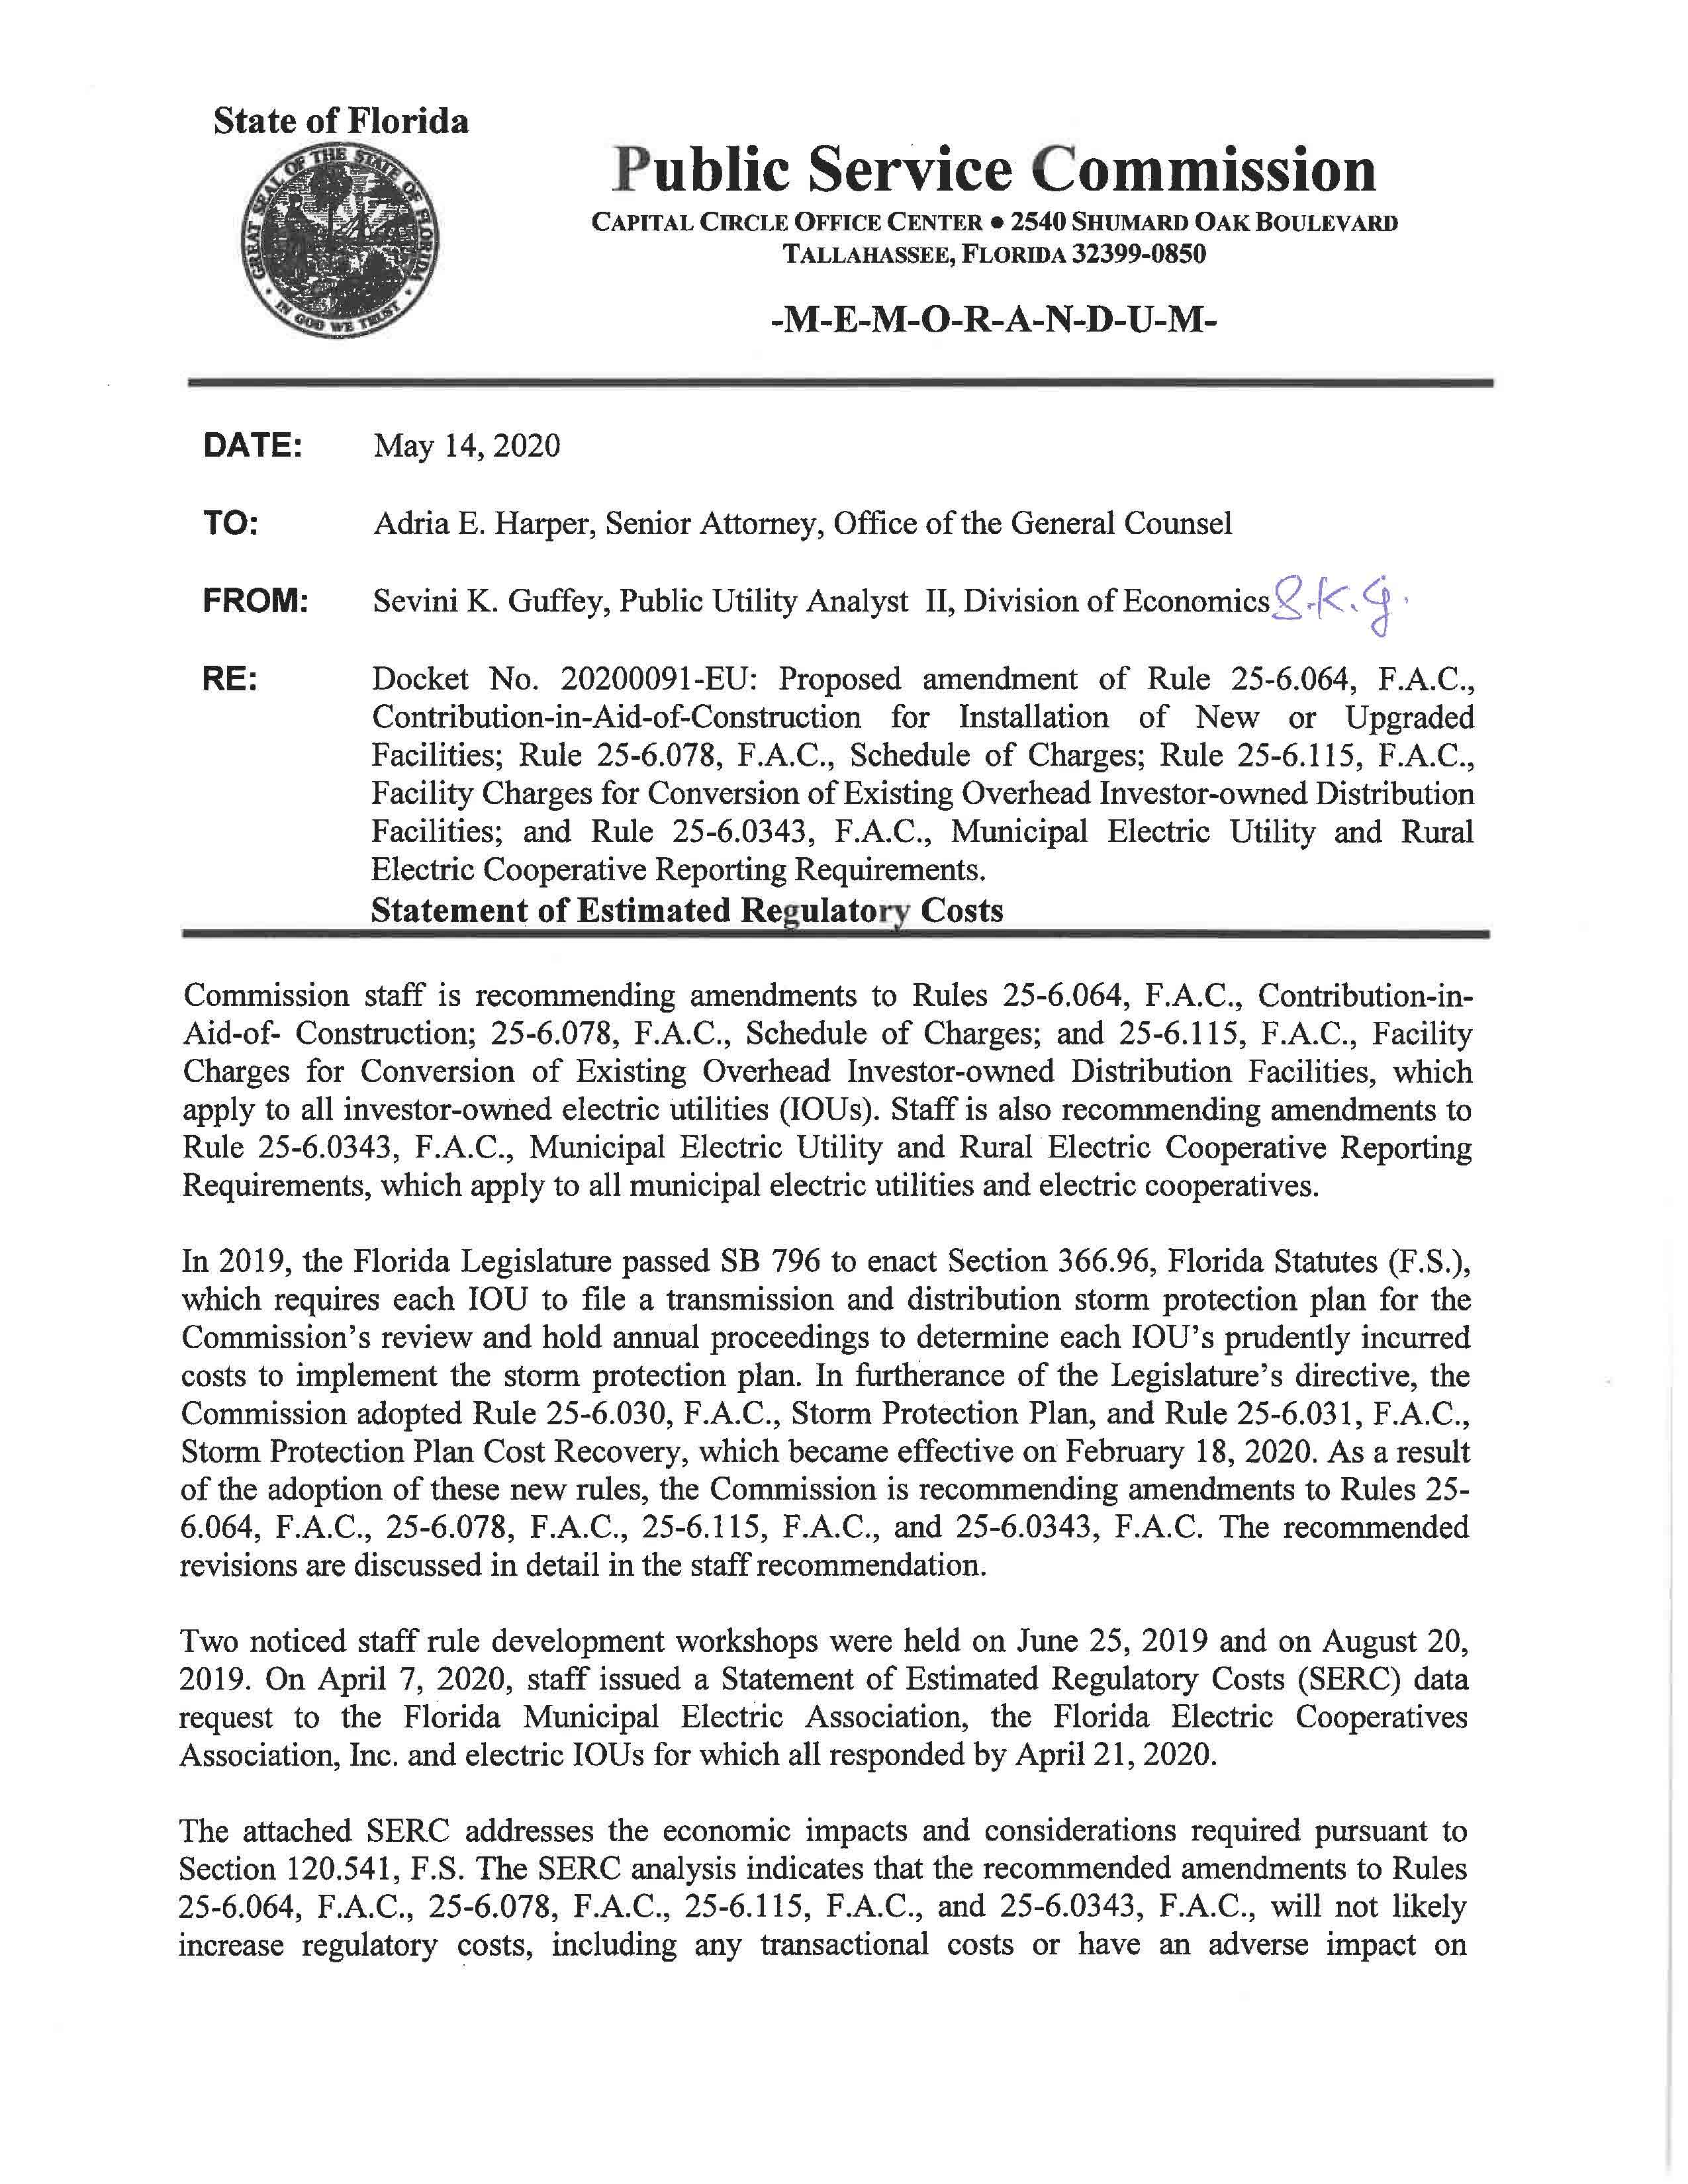 State of Florida
GREAT SEAL OF THE STATE OF FLORIDA
IN GOD WE TRUST
Public Service Commission
CAPITAL CIRCLE OFFICE CENTER ● 2540 SHUMARD OAK BOULEVARD
TALLAHASSEE, FLORIDA 32399-0850
-M-E-M-O-R-A-N-D-U-M-
DATE: May 14, 2020
TO: Adria E. Harper, Senior Attorney, Office of the General Counsel
FROM: Sevini K. Guffey, Public Utility Analyst II, Division of Economics S.K.G.
RE: Docket No. 20200091-EU: Proposed amendment of Rule 25-6.064, F.A.C.,
Contribution-in-Aid-of-Construction for Installation of New or Upgraded
Facilities; Rule 25-6.078, F.A.C., Schedule of Charges; Rule 25-6.115, F.A.C.,
Facility Charges for Conversion of Existing Overhead Investor-owned Distribution
Facilities; and Rule 25-6.0343, F.A.C., Municipal Electric Utility and Rural
Electric Cooperative Reporting Requirements.
Statement of Estimated Regulatory Costs
Commission staff is recommending amendments to Rules 25-6.064, F.A.C., Contribution-in-
Aid-of- Construction; 25-6.078, F.A.C., Schedule of Charges; and 25-6.115, F.A.C., Facility
Charges for Conversion of Existing Overhead Investor-owned Distribution Facilities, which
apply to all investor-owned electric utilities (IOUs). Staff is also recommending amendments to
Rule 25-6.0343, F.A.C., Municipal Electric Utility and Rural Electric Cooperative Reporting
Requirements, which apply to all municipal electric utilities and electric cooperatives.
In 2019, the Florida Legislature passed SB 796 to enact Section 366.96, Florida Statutes (F.S.),
which requires each IOU to file a transmission and distribution storm protection plan for the
Commission's review and hold annual proceedings to determine each IOU's prudently incurred
costs to implement the storm protection plan. In furtherance of the Legislature's directive, the
Commission adopted Rule 25-6.030, F.A.C., Storm Protection Plan, and Rule 25-6.031, F.A.C.,
Storm Protection Plan Cost Recovery, which became effective on February 18, 2020. As a result
of the adoption of these new rules, the Commission is recommending amendments to Rules 25-
6.064, F.A.C., 25-6.078, F.A.C., 25-6.115, F.A.C., and 25-6.0343, F.A.C. The recommended
revisions are discussed in detail in the staff recommendation.
Two noticed staff rule development workshops were held on June 25, 2019 and on August 20,
2019. On April 7, 2020, staff issued a Statement of Estimated Regulatory Costs (SERC) data
request to the Florida Municipal Electric Association, the Florida Electric Cooperatives
Association, Inc. and electric IOUs for which all responded by April 21, 2020.
The attached SERC addresses the economic impacts and considerations required pursuant to
Section 120.541, F.S. The SERC analysis indicates that the recommended amendments to Rules
25-6.064, F.A.C., 25-6.078, F.A.C., 25-6.115, F.A.C., and 25-6.0343, F.A.C., will not likely
increase regulatory costs, including any transactional costs or have an adverse impact on